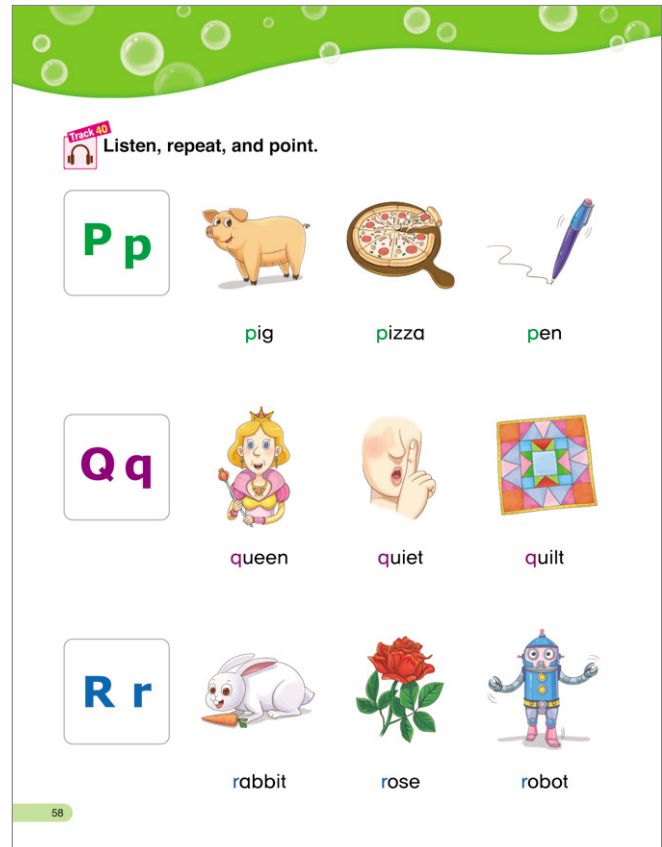 Track 40
Listen, repeat, and point.
P p
pig pizza pen
Q q
queen quiet quilt
R r
rabbit rose robot
58